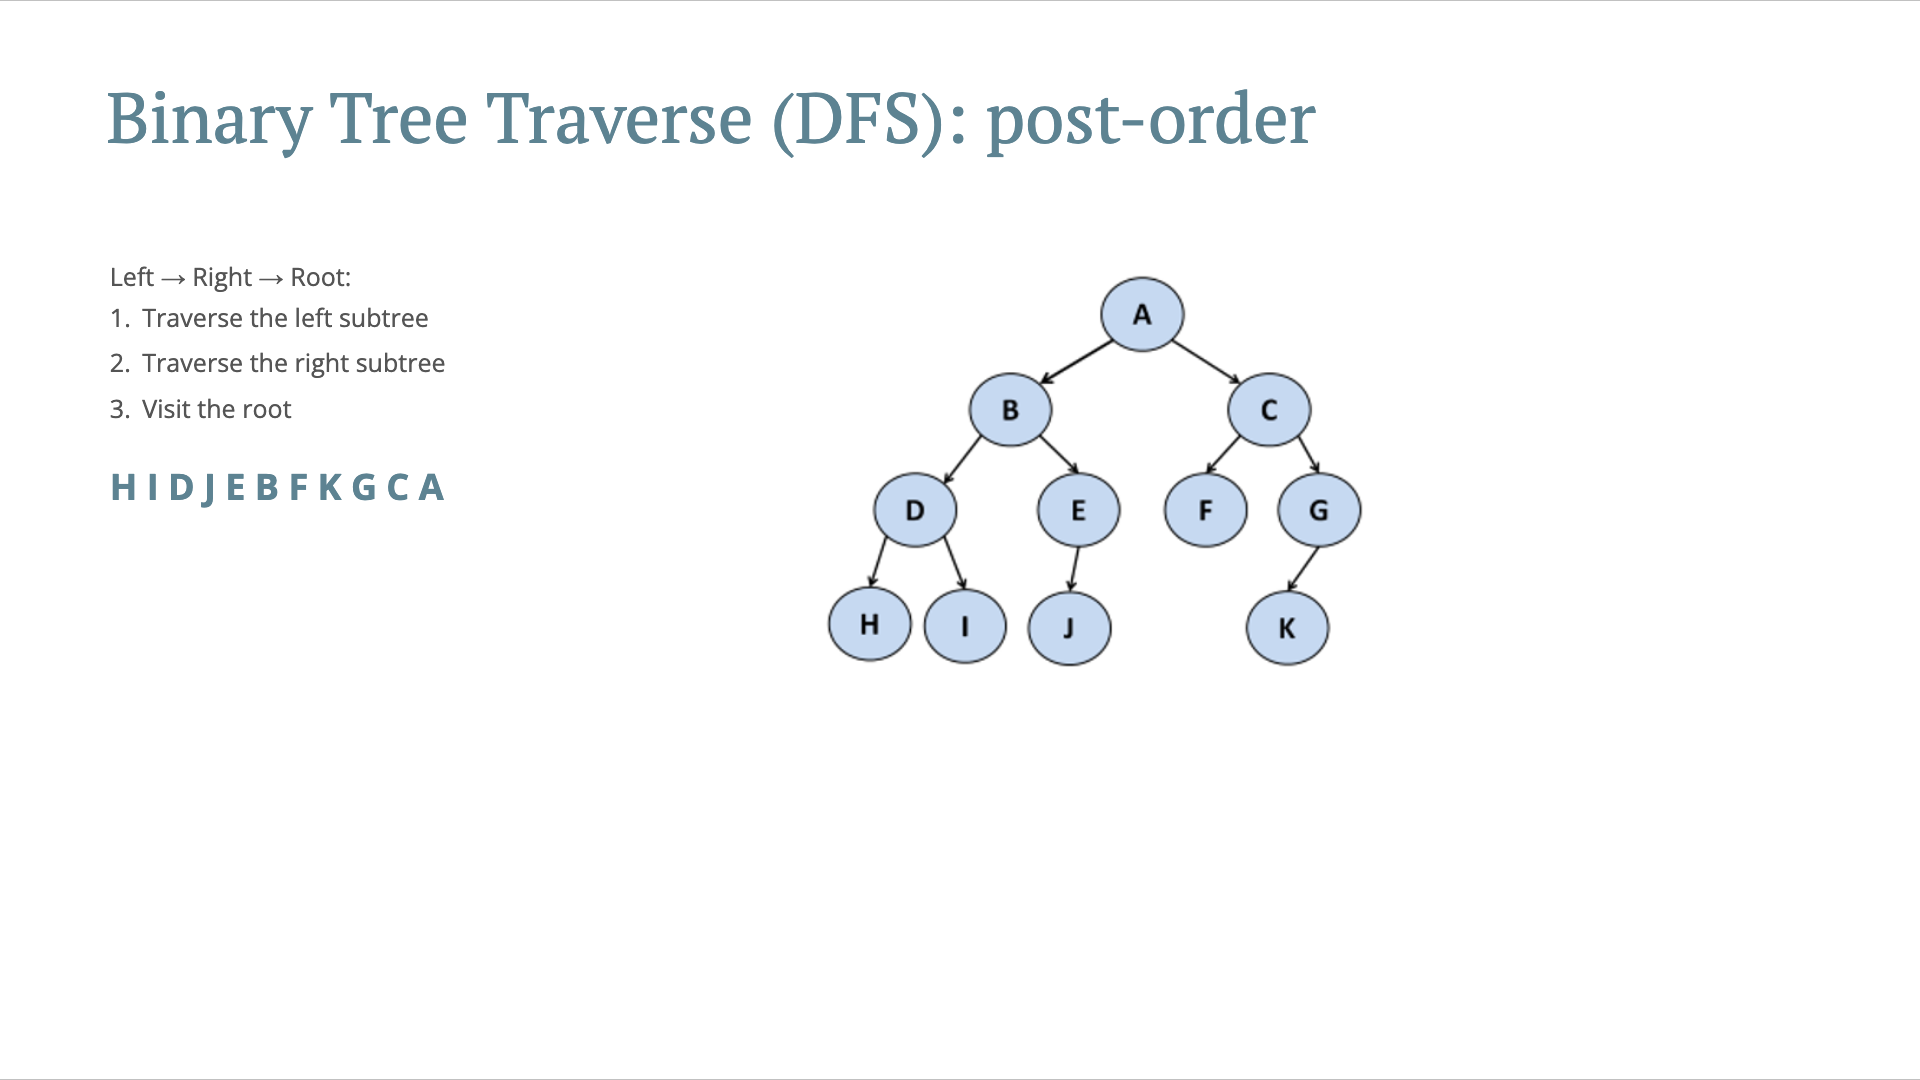 Binary Tree Traverse (DFS): post-order
Left → Right → Root:
1. Traverse the left subtree
2. Traverse the right subtree
3. Visit the root
H I D J E B F K G C A
A
B
C
D
E
F
G
H
I
J
K